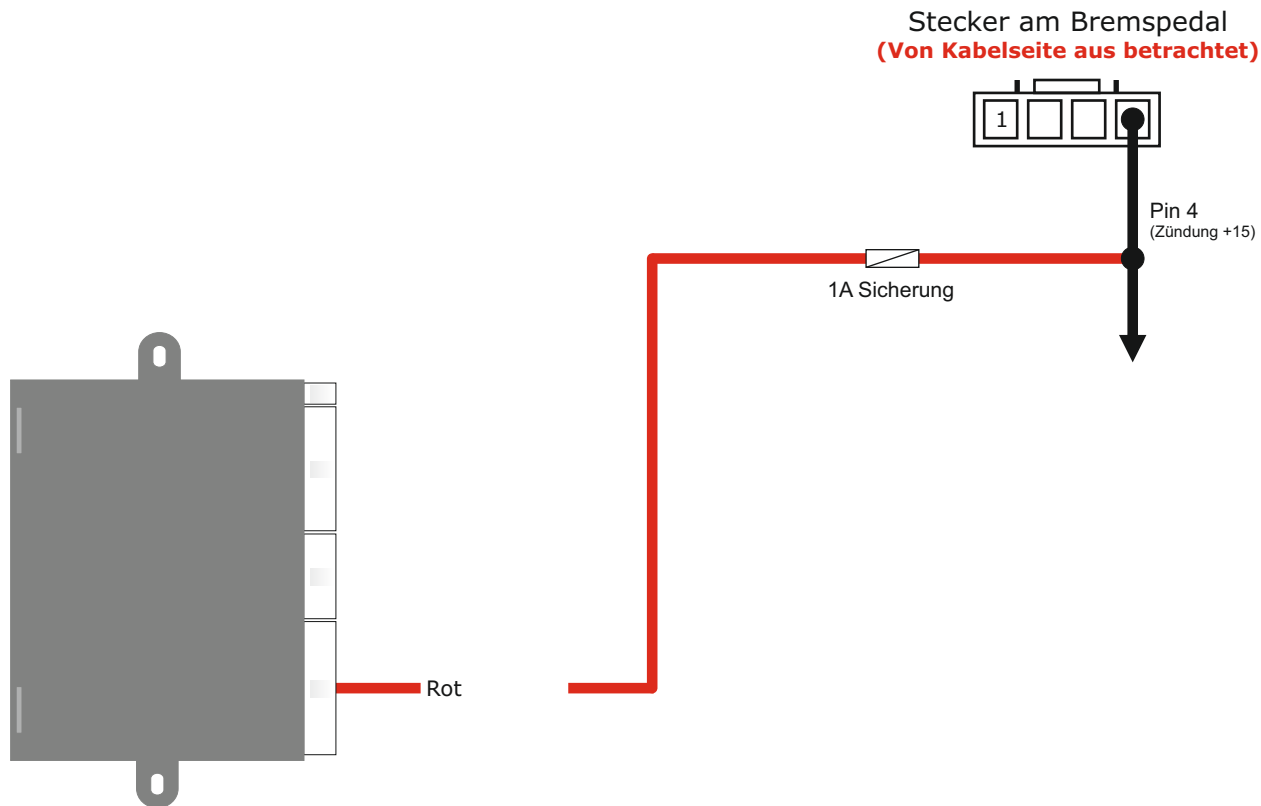 Stecker am Bremspedal
(Von Kabelseite aus betrachtet)
1
Pin 4
(Zündung +15)
1A Sicherung
Rot